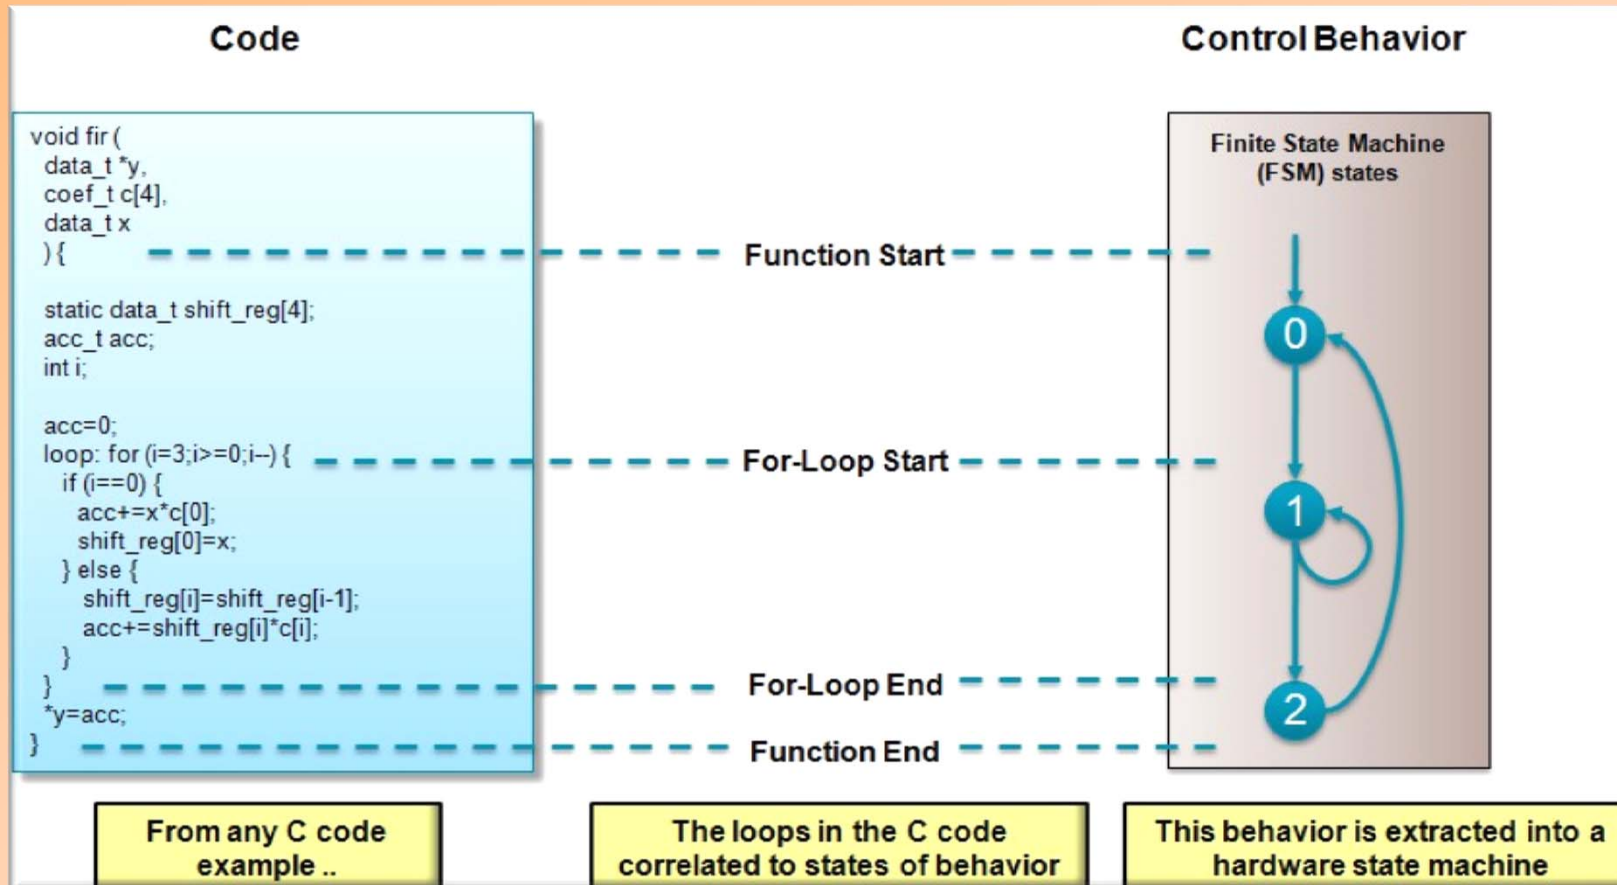 Code
void fir (
data_t *y,
coef_t c[4],
data_t x
) {
static data_t shift_reg[4];
acc_t acc;
int i;
acc=0;
loop: for (i=3;i>=0;i--) {
if (i==0) {
acc+=x*c[0];
shift_reg[0]=x;
} else {
shift_reg[i]=shift_reg[i-1];
acc+=shift_reg[i]*c[i];
}
}
*y=acc;
}
Function Start
For-Loop Start
For-Loop End
Function End
Control Behavior
Finite State Machine
(FSM) states
0
1
2
From any C code
example ..
The loops in the C code
correlated to states of behavior
This behavior is extracted into a
hardware state machine